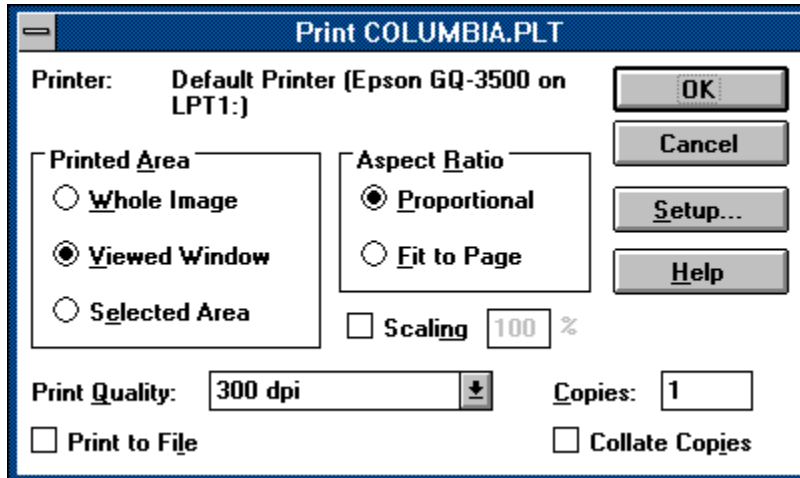 Print COLUMBIA.PLT
Printer: Default Printer (Epson GQ-3500 on
LPT1:)
OK
Cancel
Setup...
Help
Printed Area
Whole Image
Viewed Window
Selected Area
Aspect Ratio
Proportional
Fit to Page
Scaling 100 %
Print Quality: 300 dpi
Copies: 1
Print to File
Collate Copies